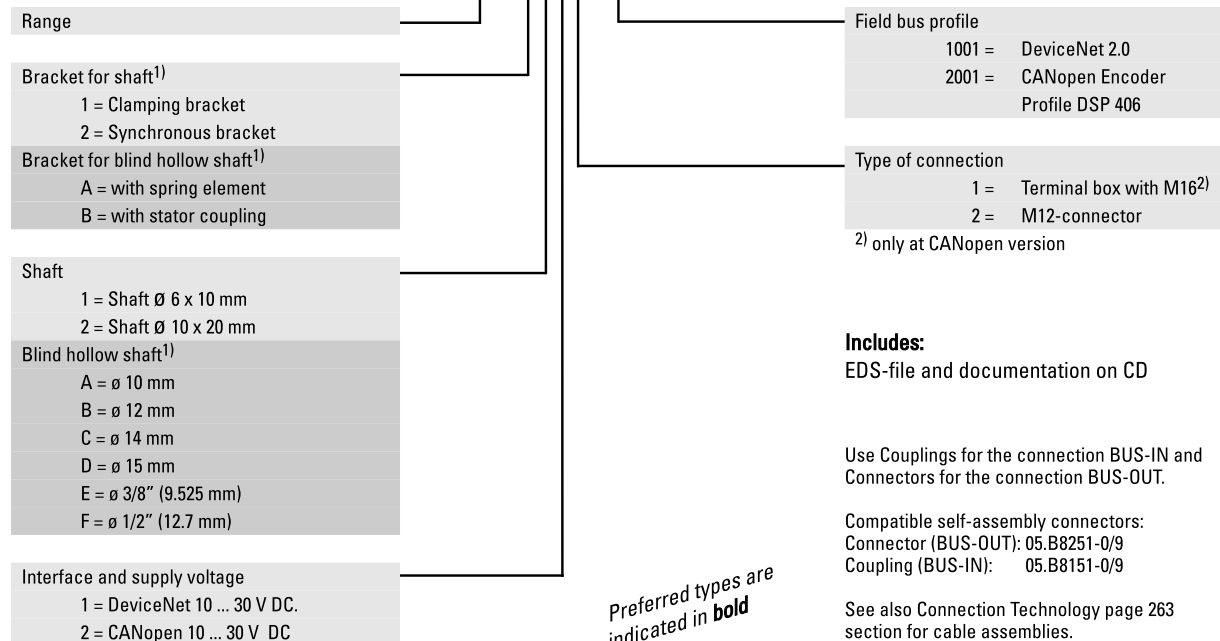 Range
Bracket for shaft1)
1 = Clamping bracket
2 = Synchronous bracket
Bracket for blind hollow shaft1)
A = with spring element
B = with stator coupling
Shaft
1 = Shaft Ø 6 x 10 mm
2 = Shaft Ø 10 x 20 mm
Blind hollow shaft1)
A = ø 10 mm
B = ø 12 mm
C = ø 14 mm
D = ø 15 mm
E = ø 3/8″ (9.525 mm)
F = ø 1/2″ (12.7 mm)
Interface and supply voltage
1 = DeviceNet 10 ... 30 V DC.
2 = CANopen 10 ... 30 V DC
Preferred types are
indicated in bold
Field bus profile
1001 = DeviceNet 2.0
2001 = CANopen Encoder
Profile DSP 406
Type of connection
1 = Terminal box with M162)
2 = M12-connector
2) only at CANopen version
Includes:
EDS-file and documentation on CD
Use Couplings for the connection BUS-IN and
Connectors for the connection BUS-OUT.
Compatible self-assembly connectors:
Connector (BUS-OUT): 05.B8251-0/9
Coupling (BUS-IN): 05.B8151-0/9
See also Connection Technology page 263
section for cable assemblies.